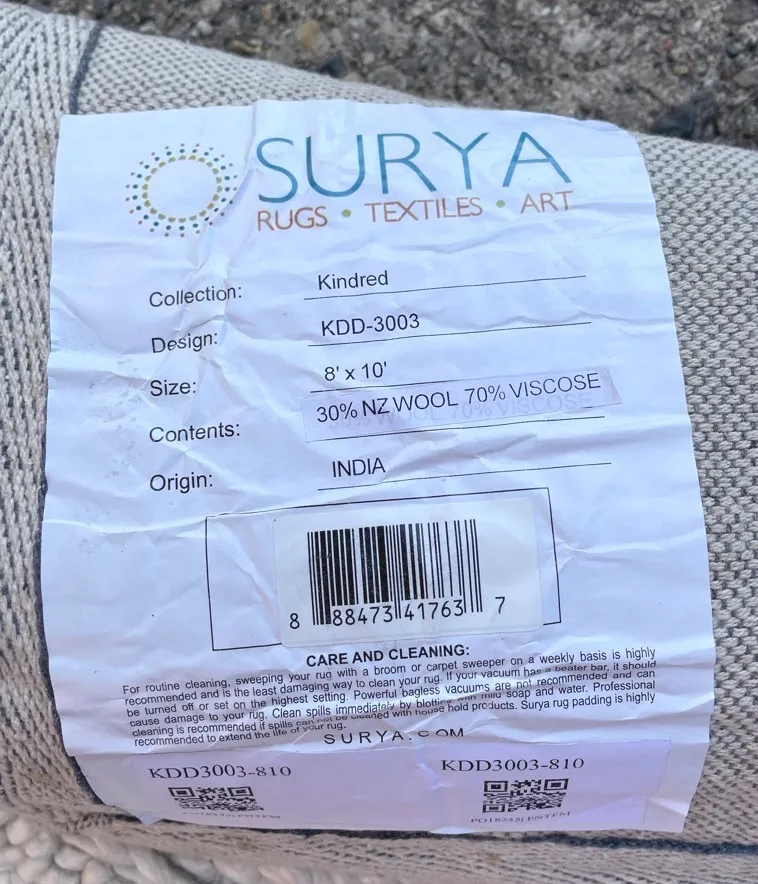 SURYA
RUGS • TEXTILES • ART
Collection: Kindred
Design: KDD-3003
Size: 8' x 10'
Contents: 30% NZ WOOL 70% VISCOSE
Origin: INDIA
8 88473 41763 7
CARE AND CLEANING:
For routine cleaning, sweeping your rug with a broom or carpet sweeper on a weekly basis is highly
recommended and is the least damaging way to clean your rug. If your vacuum has a beater bar, it should
be turned off or set on the highest setting. Powerful bagless vacuums are not recommended and can
cause damage to your rug. Clean spills immediately by blotting with mild soap and water. Professional
cleaning is recommended if spills can not be cleaned with house hold products. Surya rug padding is highly
recommended to extend the life of your rug.
SURYA.COM
KDD3003-810 KDD3003-810